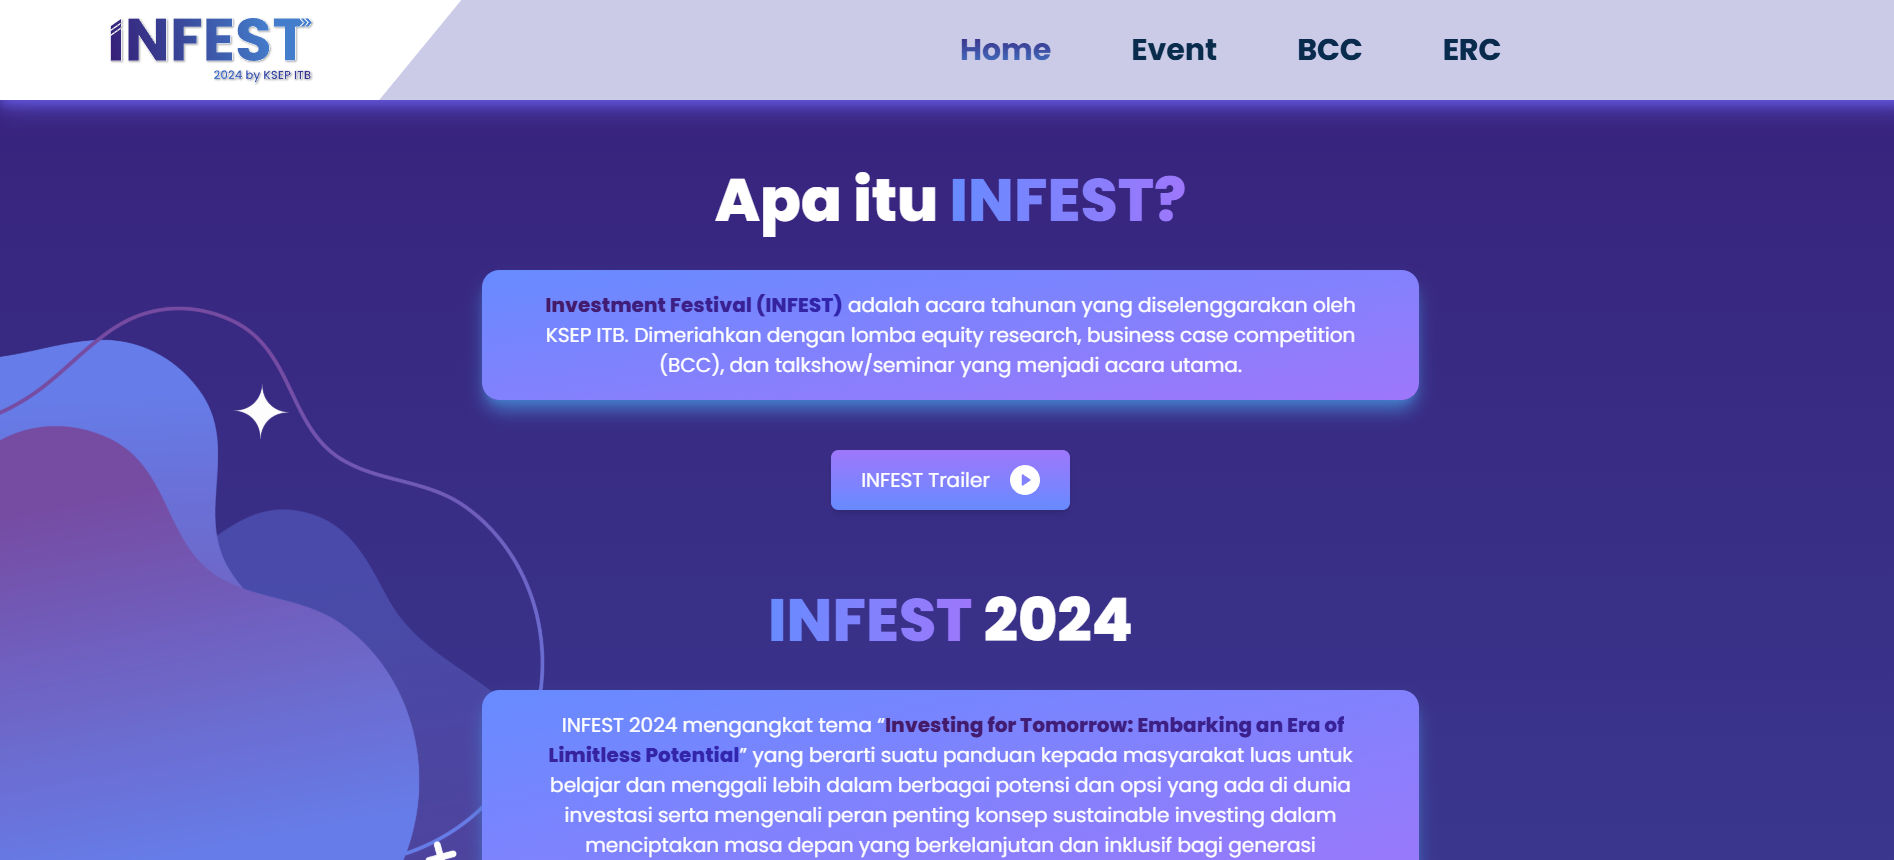 INFEST
2024 by KSEP ITB
Home Event BCC ERC
Apa itu INFEST?
Investment Festival (INFEST) adalah acara tahunan yang diselenggarakan oleh
KSEP ITB. Dimeriahkan dengan lomba equity research, business case competition
(BCC), dan talkshow/seminar yang menjadi acara utama.
INFEST Trailer
INFEST 2024
INFEST 2024 mengangkat tema “Investing for Tomorrow: Embarking an Era of
Limitless Potential” yang berarti suatu panduan kepada masyarakat luas untuk
belajar dan menggali lebih dalam berbagai potensi dan opsi yang ada di dunia
investasi serta mengenali peran penting konsep sustainable investing dalam
menciptakan masa depan yang berkelanjutan dan inklusif bagi generasi